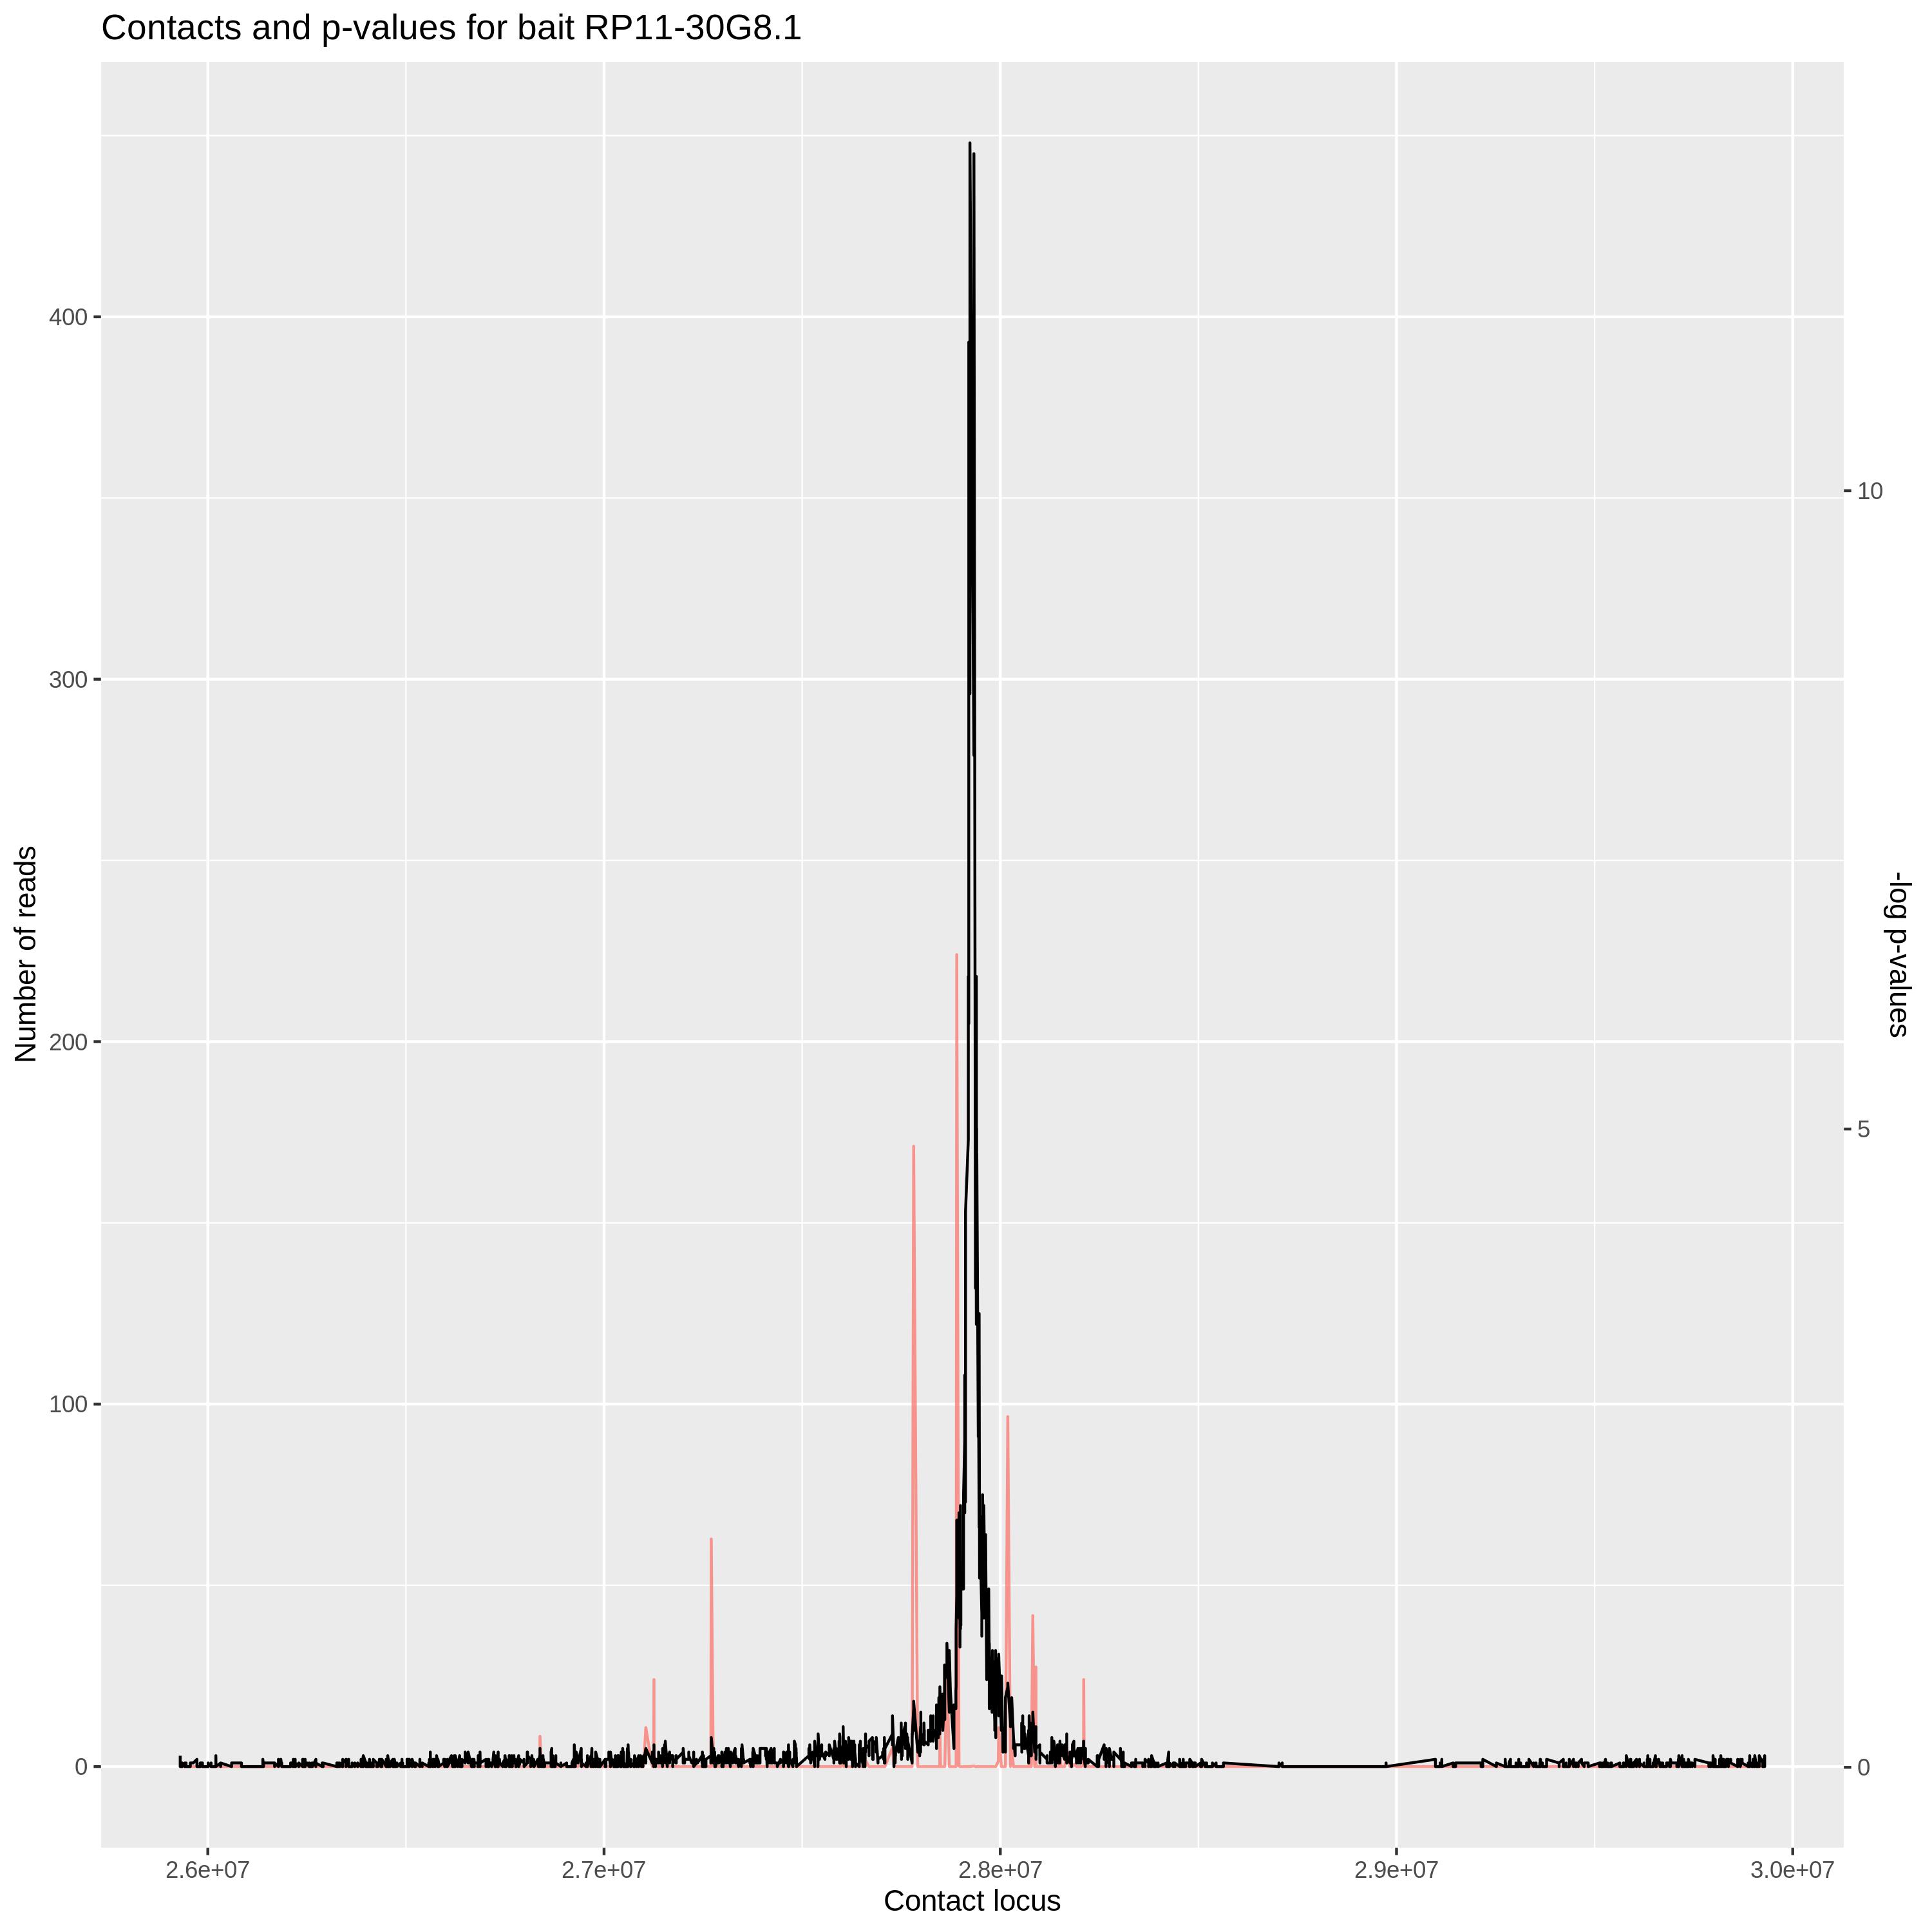 Contacts and p-values for bait RP11-30G8.1
Number of reads
400
300
200
100
0
10
5
0
-log p-values
2.6e+07
2.7e+07
2.8e+07
2.9e+07
3.0e+07
Contact locus